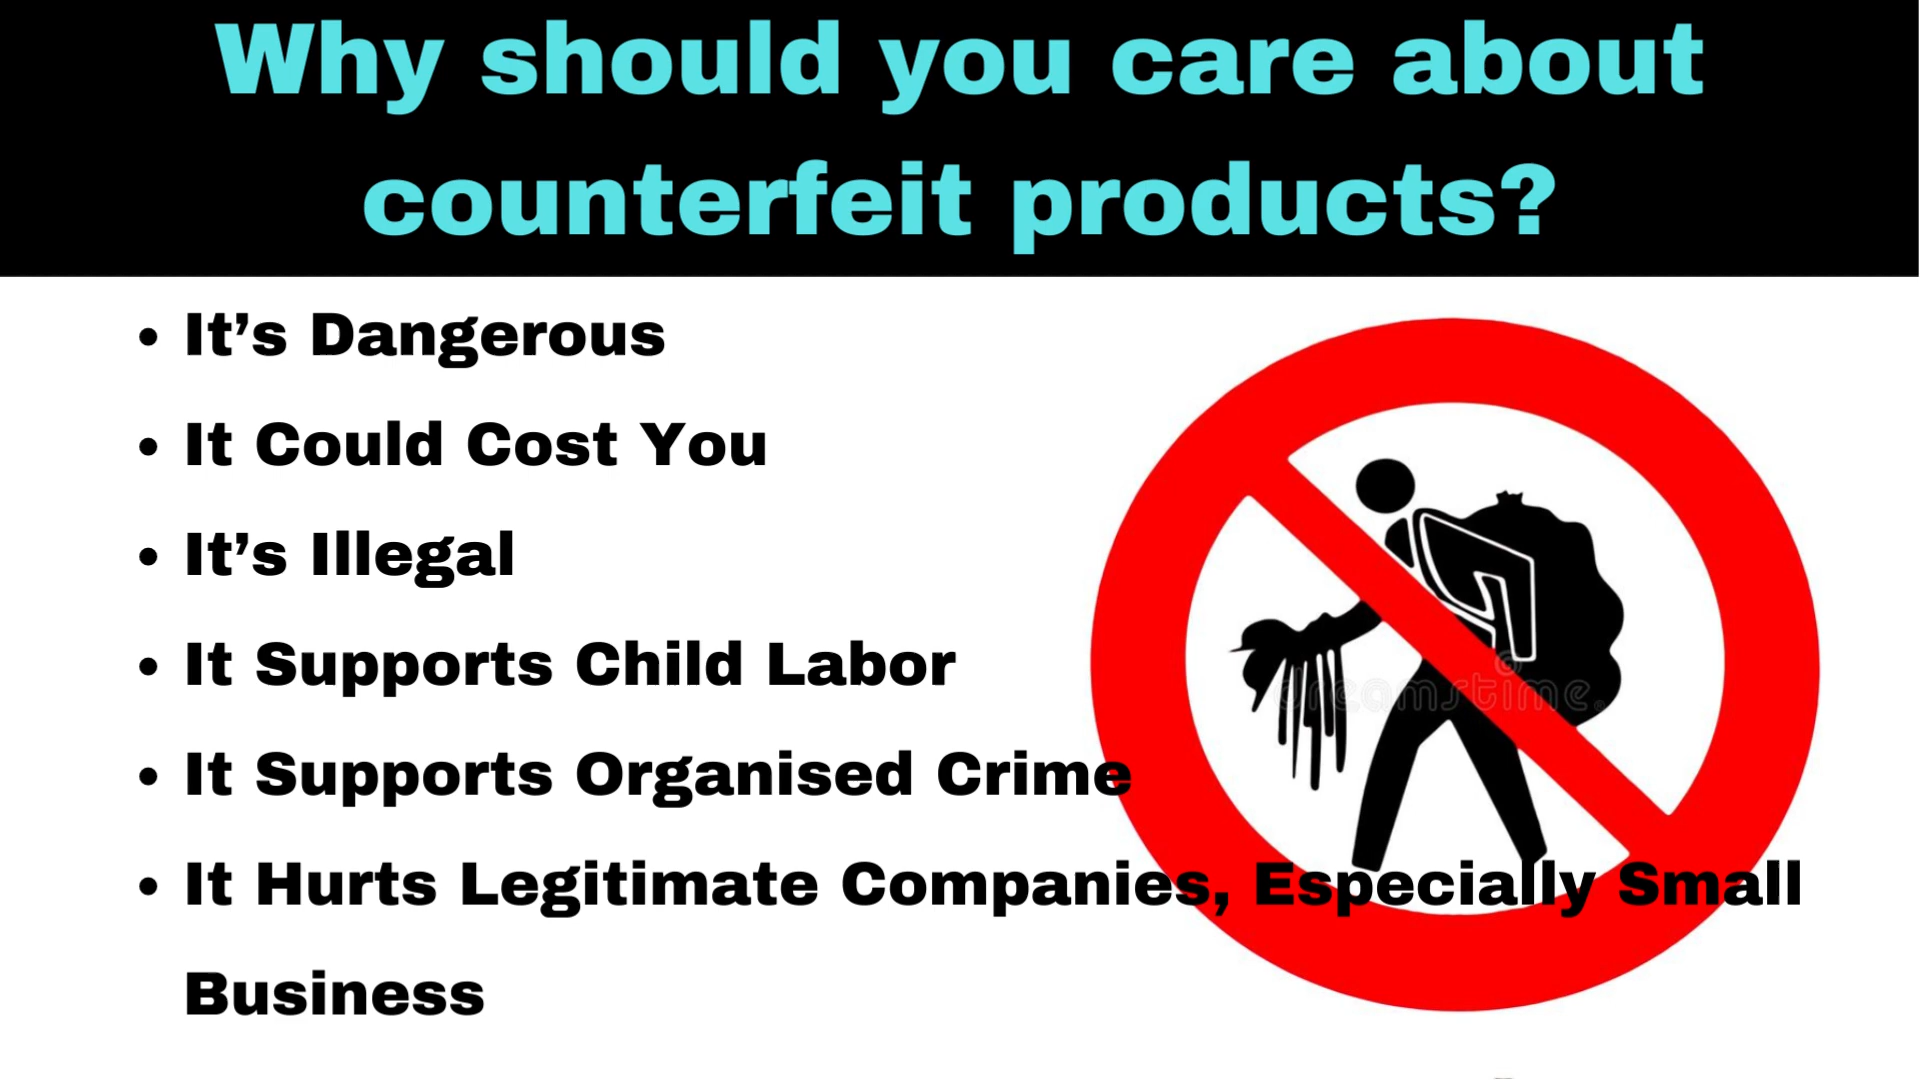 Why should you care about
counterfeit products?
• It’s Dangerous
• It Could Cost You
• It’s Illegal
• It Supports Child Labor
• It Supports Organised Crime
• It Hurts Legitimate Companies, Especially Small
Business
dreamstime.